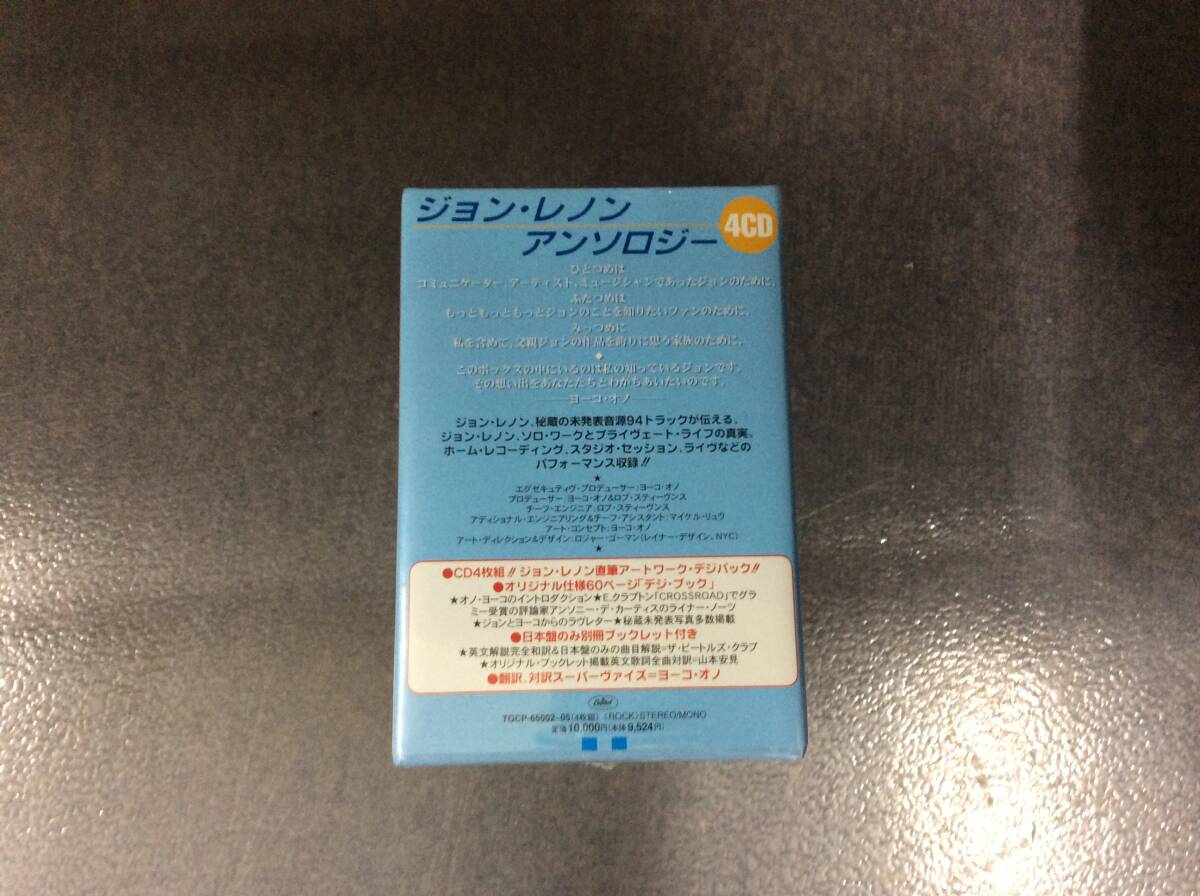 ジョン・レノン
アンソロジー
4CD
ひとつめは
コミュニケーター、アーティスト、ミュージシャンであったジョンのために、
ふたつめは
もっともっともっとジョンのことを知りたいファンのために、
みっつめに
私を含めて、父親ジョンの作品を誇りに思う家族のために。
このボックスの中にいるのは私の知っているジョンです。
その想い出をあなたたちとわかちあいたいのです。
ヨーコ・オノ
ジョン・レノン、秘蔵の未発表音源94トラックが伝える。
ジョン・レノン、ソロ・ワークとプライヴェート・ライフの真実。
ホーム・レコーディング、スタジオ・セッション、ライヴなどの
パフォーマンス収録!!
★
エグゼキュティヴ・プロデューサー:ヨーコ・オノ
プロデューサー:ヨーコ・オノ&ロブ・スティーヴンス
チーフ・エンジニア:ロブ・スティーヴンス
アディショナル・エンジニアリング&チーフ・アシスタント:マイケル・リュウ
アート・コンセプト:ヨーコ・オノ
アート・ディレクション&デザイン:ロジャー・ゴーマン(レイナー・デザイン、NYC)
★
●CD4枚組!!ジョン・レノン直筆アートワーク・デジパック!!
●オリジナル仕様60ページ「デジ・ブック」
★オノ・ヨーコのイントロダクション★E.クラプトン「CROSSROAD」でグラ
ミー受賞の評論家アンソニー・デ・カーティスのライナー・ノーツ
★ジョンとヨーコからのラヴレター★秘蔵未発表写真多数掲載
●日本盤のみ別冊ブックレット付き
★英文解説完全和訳&日本盤のみの曲目解説=ザ・ビートルズ・クラブ
★オリジナル・ブックレット掲載英文歌詞全曲対訳=山本安見
●翻訳、対訳スーパーヴァイズ=ヨーコ・オノ
Capitol
TOCP-65002~05(4枚組) 〈ROCK〉STEREO/MONO
定価10,000円(本体9,524円)